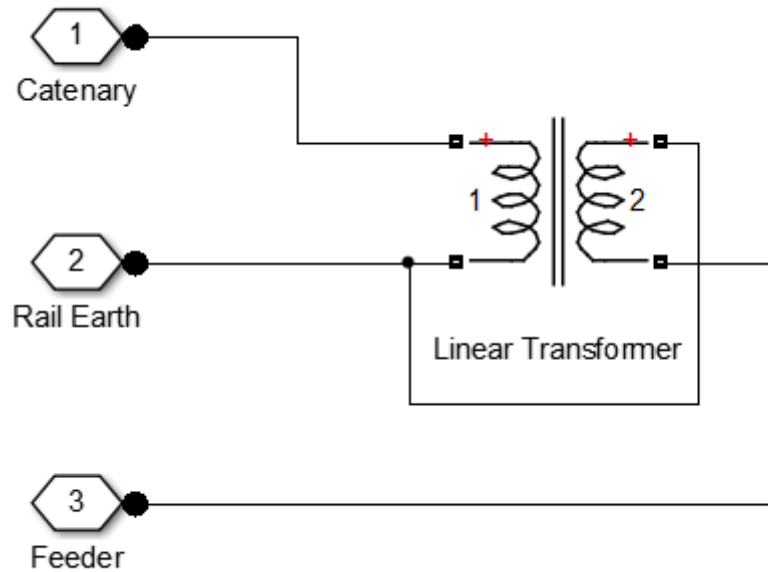 1
Catenary
+
+
1
2
2
Rail Earth
Linear Transformer
3
Feeder